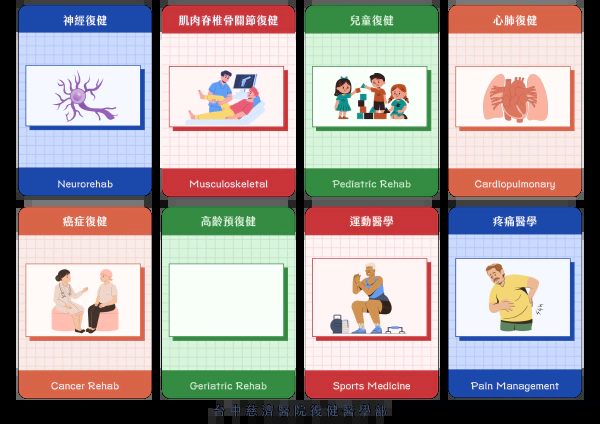 神經復健
肌肉脊椎骨關節復健
兒童復健
心肺復健
Neurorehab
Musculoskeletal
Pediatric Rehab
Cardiopulmonary
癌症復健
高齡預復健
運動醫學
疼痛醫學
Cancer Rehab
Geriatric Rehab
Sports Medicine
Pain Management
台中慈濟醫院復健醫學部